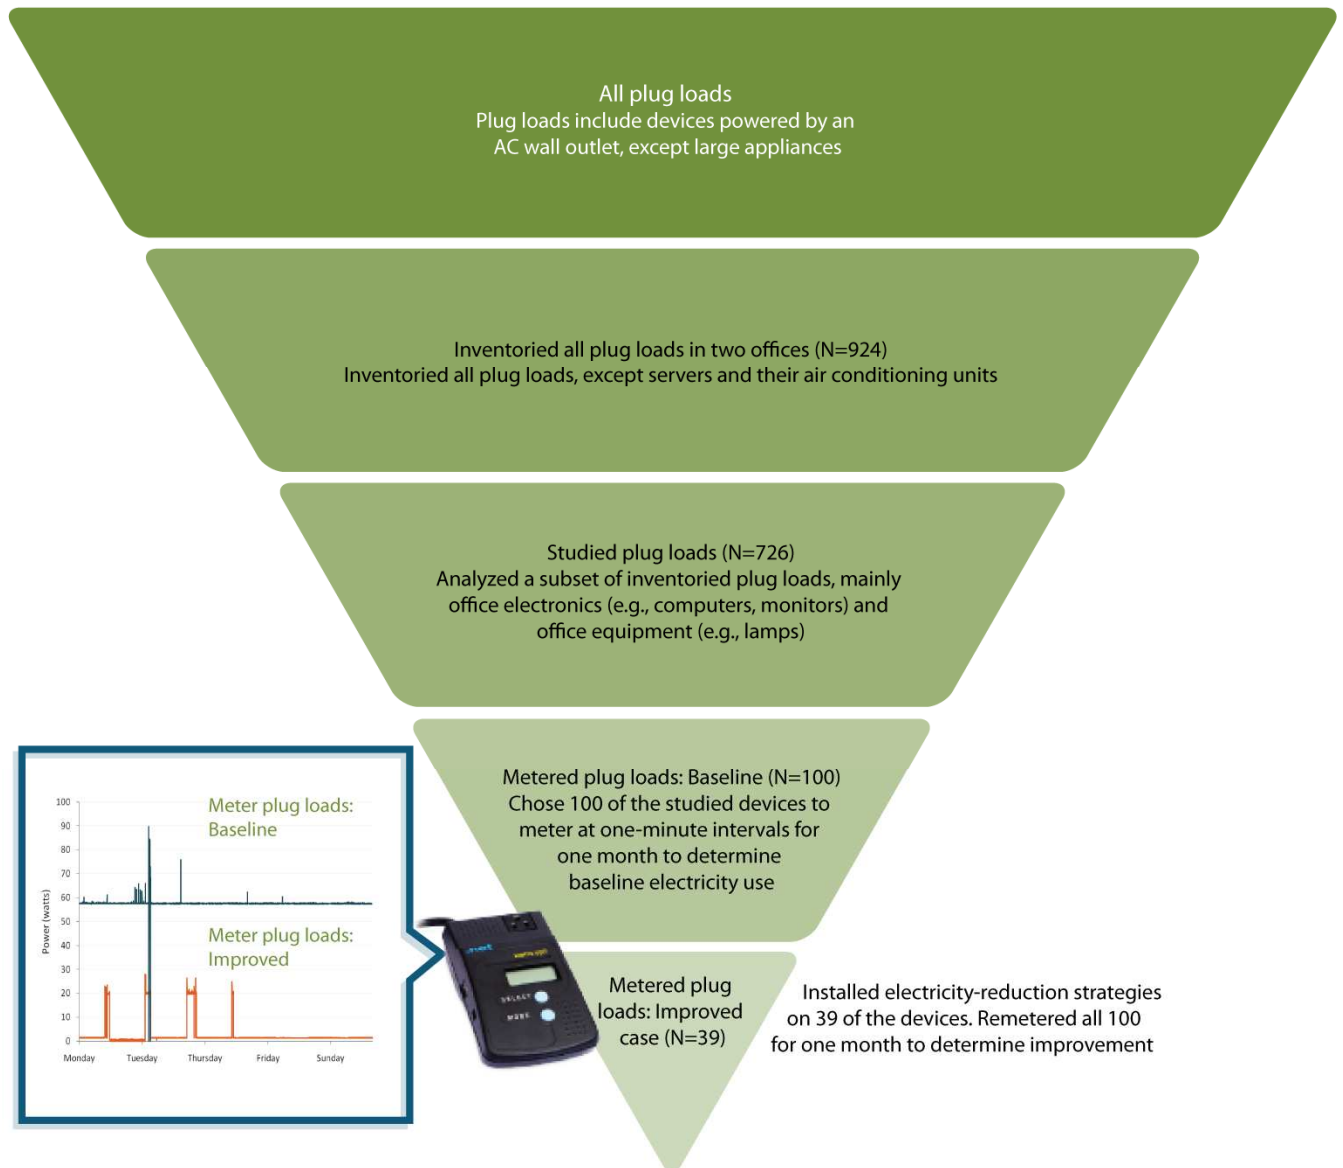 All plug loads
Plug loads include devices powered by an
AC wall outlet, except large appliances
Inventoried all plug loads in two offices (N=924)
Inventoried all plug loads, except servers and their air conditioning units
Studied plug loads (N=726)
Analyzed a subset of inventoried plug loads, mainly
office electronics (e.g., computers, monitors) and
office equipment (e.g., lamps)
Metered plug loads: Baseline (N=100)
Chose 100 of the studied devices to
meter at one-minute intervals for
one month to determine
baseline electricity use
Meter plug loads:
Baseline
Meter plug loads:
Improved
Power (watts)
100
90
80
70
60
50
40
30
20
10
0
Monday
Tuesday
Thursday
Friday
Sunday
SELECT
MODE
Metered plug
loads: Improved
case (N=39)
Installed electricity-reduction strategies
on 39 of the devices. Remetered all 100
for one month to determine improvement